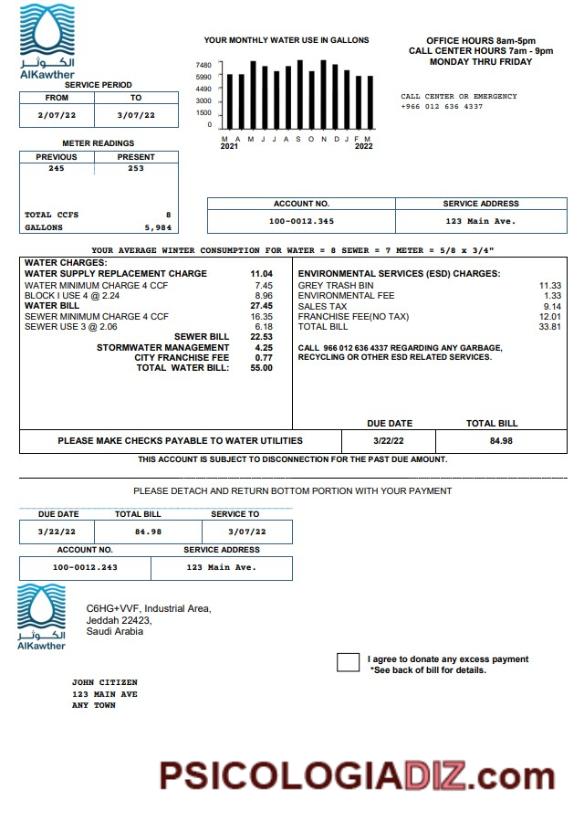 الكــوثــر
AlKawther
YOUR MONTHLY WATER USE IN GALLONS
7480
5990
4490
3000
1500
0
M A M J J A S O N D J F M
2021 2022
OFFICE HOURS 8am-5pm
CALL CENTER HOURS 7am - 9pm
MONDAY THRU FRIDAY
CALL CENTER OR EMERGENCY
+966 012 636 4337
SERVICE PERIOD
FROM TO
2/07/22 3/07/22
METER READINGS
PREVIOUS PRESENT
245 253
TOTAL CCFS 8
GALLONS 5,984
ACCOUNT NO. SERVICE ADDRESS
100-0012.345 123 Main Ave.
YOUR AVERAGE WINTER CONSUMPTION FOR WATER = 8 SEWER = 7 METER = 5/8 x 3/4"
WATER CHARGES:
WATER SUPPLY REPLACEMENT CHARGE 11.04
WATER MINIMUM CHARGE 4 CCF 7.45
BLOCK I USE 4 @ 2.24 8.96
WATER BILL 27.45
SEWER MINIMUM CHARGE 4 CCF 16.35
SEWER USE 3 @ 2.06 6.18
SEWER BILL 22.53
STORMWATER MANAGEMENT 4.25
CITY FRANCHISE FEE 0.77
TOTAL WATER BILL: 55.00
ENVIRONMENTAL SERVICES (ESD) CHARGES:
GREY TRASH BIN 11.33
ENVIRONMENTAL FEE 1.33
SALES TAX 9.14
FRANCHISE FEE(NO TAX) 12.01
TOTAL BILL 33.81
CALL 966 012 636 4337 REGARDING ANY GARBAGE,
RECYCLING OR OTHER ESD RELATED SERVICES.
DUE DATE TOTAL BILL
PLEASE MAKE CHECKS PAYABLE TO WATER UTILITIES 3/22/22 84.98
THIS ACCOUNT IS SUBJECT TO DISCONNECTION FOR THE PAST DUE AMOUNT.
PLEASE DETACH AND RETURN BOTTOM PORTION WITH YOUR PAYMENT
DUE DATE TOTAL BILL SERVICE TO
3/22/22 84.98 3/07/22
ACCOUNT NO. SERVICE ADDRESS
100-0012.243 123 Main Ave.
الكــوثــر
AlKawther
C6HG+VVF, Industrial Area,
Jeddah 22423,
Saudi Arabia
I agree to donate any excess payment
*See back of bill for details.
JOHN CITIZEN
123 MAIN AVE
ANY TOWN
PSICOLOGIADIZ.com